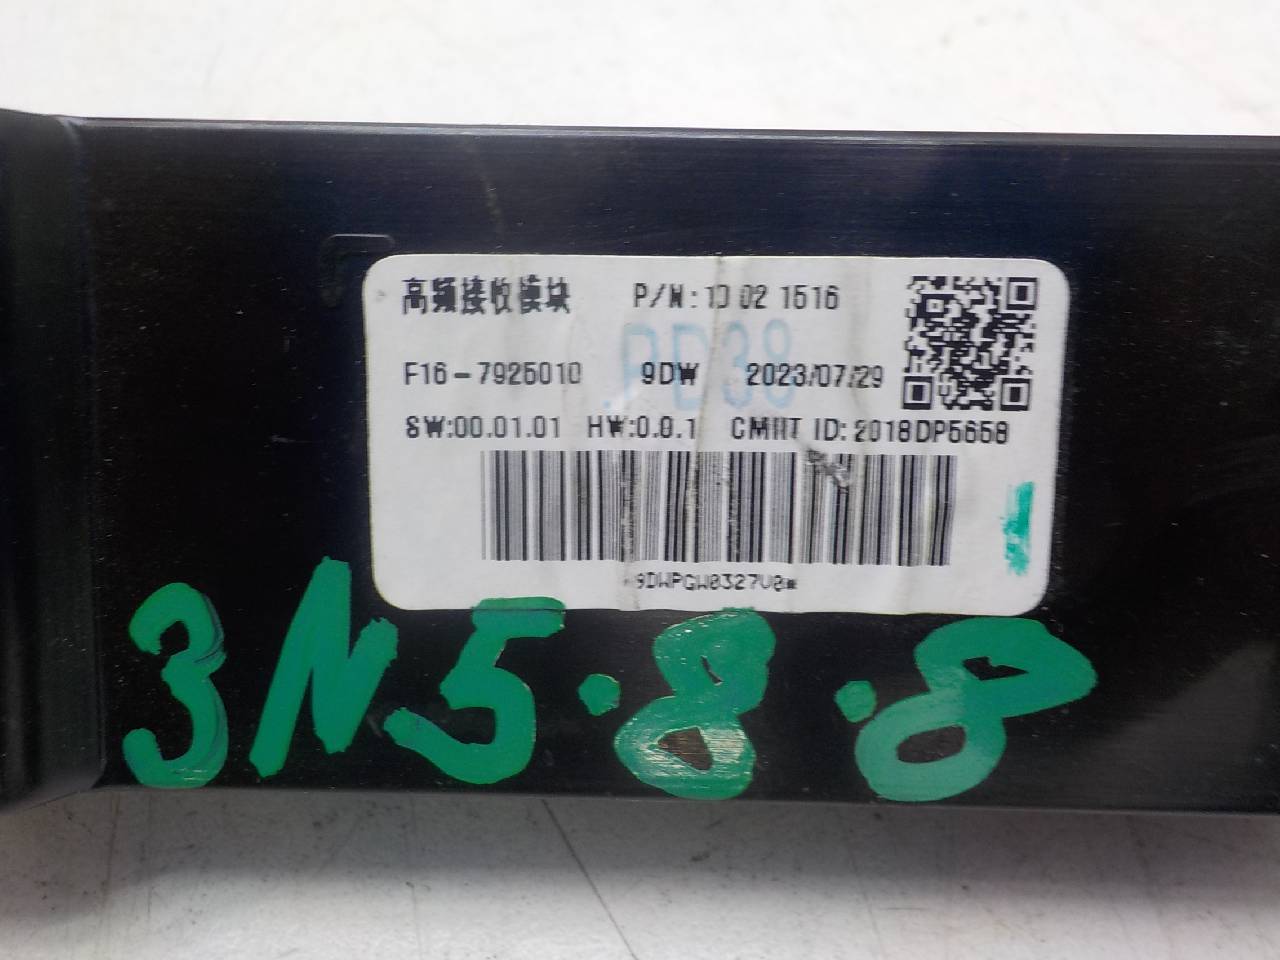 高频接收模块 P/N:10 02 1516
PD38
F16-7925010 9DW 2023/07/29
SW:00.01.01 HW:0.0.1 CMIIT ID:2018DP5658
9DWPGW0327V0*
3N5.8.8